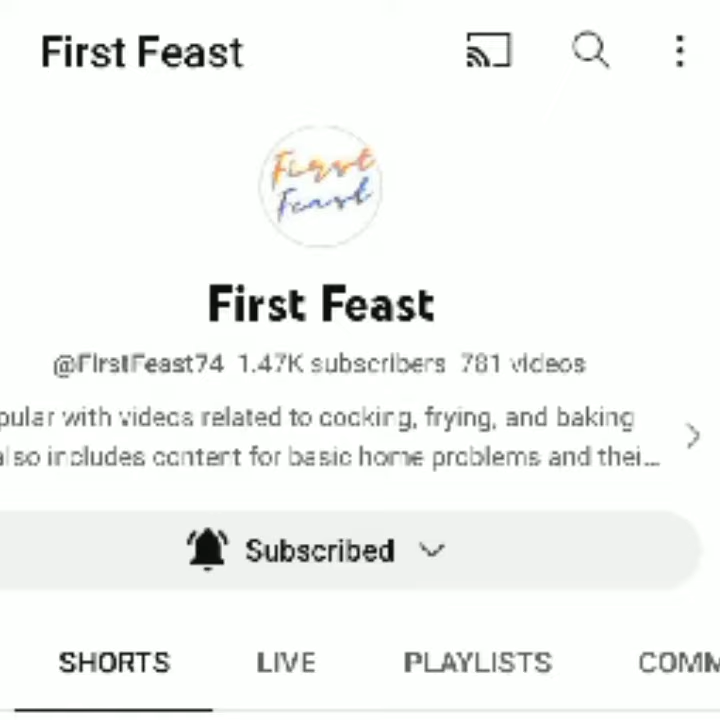 First Feast
First
Feast
First Feast
@FirstFeast74 1.47K subscribers 781 videos
pular with videos related to cooking, frying, and baking
also includes content for basic home problems and thei...
Subscribed
SHORTS LIVE PLAYLISTS COMM